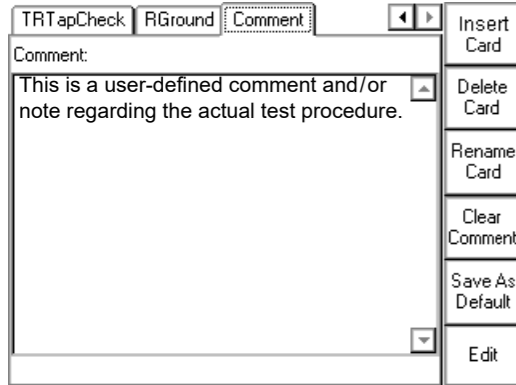 TRTapCheck RGround Comment
Comment:
This is a user-defined comment and/or
note regarding the actual test procedure.
Insert
Card
Delete
Card
Rename
Card
Clear
Comment
Save As
Default
Edit